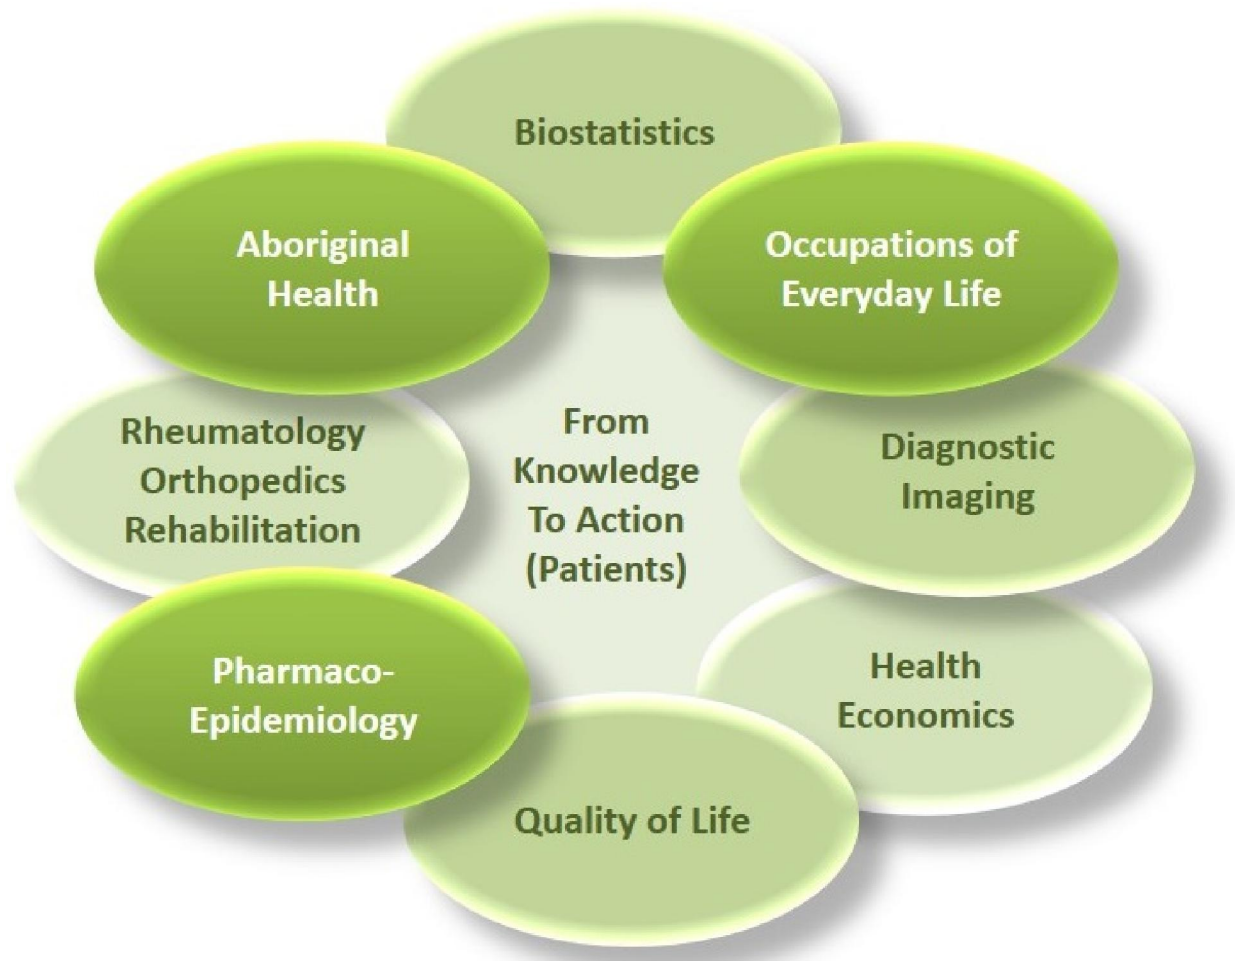 Biostatistics
Aboriginal
Health
Occupations of
Everyday Life
Rheumatology
Orthopedics
Rehabilitation
From
Knowledge
To Action
(Patients)
Diagnostic
Imaging
Pharmaco-
Epidemiology
Health
Economics
Quality of Life